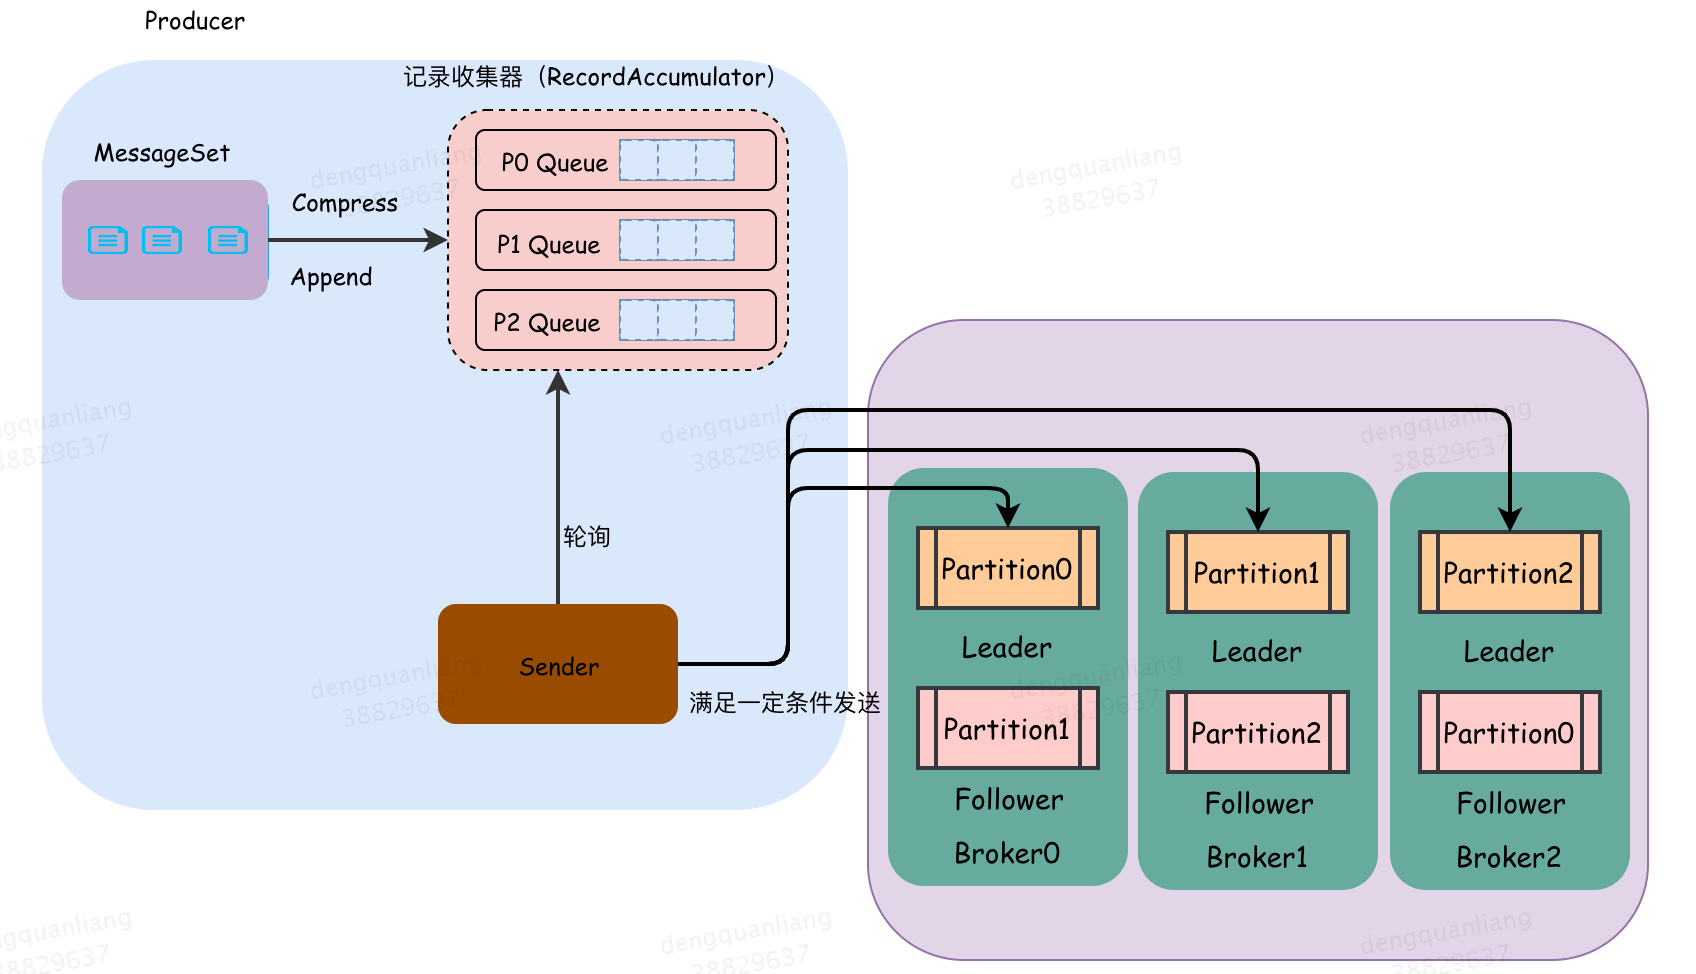 Producer
记录收集器（RecordAccumulator）
MessageSet
Compress
Append
P0 Queue
P1 Queue
P2 Queue
轮询
Sender
满足一定条件发送
Partition0
Leader
Partition1
Follower
Broker0
Partition1
Leader
Partition2
Follower
Broker1
Partition2
Leader
Partition0
Follower
Broker2
dengquanliang
38829637
dengquanliang
38829637
ngquanliang
38829637
dengquanliang
38829637
dengquanliang
38829637
dengquanliang
38829637
dengquanliang
38829637
ngquanliang
38829637
dengquanliang
38829637
dengquanliang
38829637